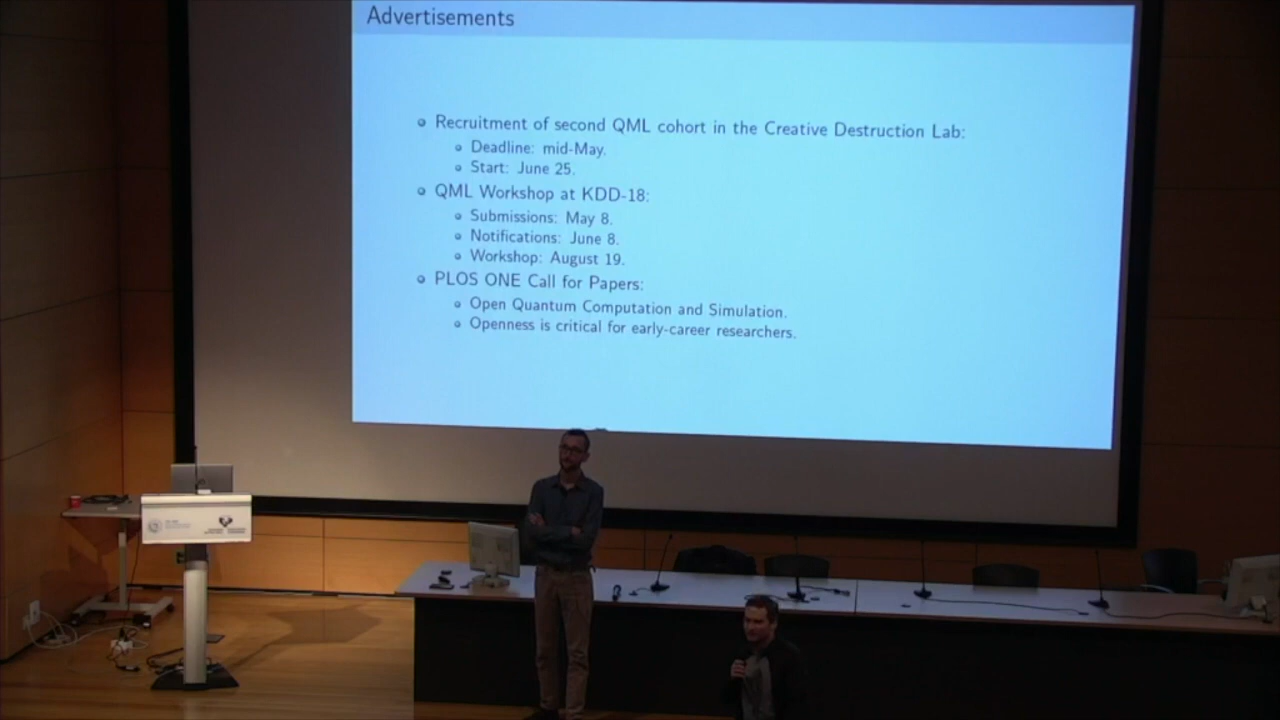 Advertisements
Recruitment of second QML cohort in the Creative Destruction Lab:
Deadline: mid-May.
Start: June 25.
QML Workshop at KDD-18:
Submissions: May 8.
Notifications: June 8.
Workshop: August 19.
PLOS ONE Call for Papers:
Open Quantum Computation and Simulation.
Openness is critical for early-career researchers.